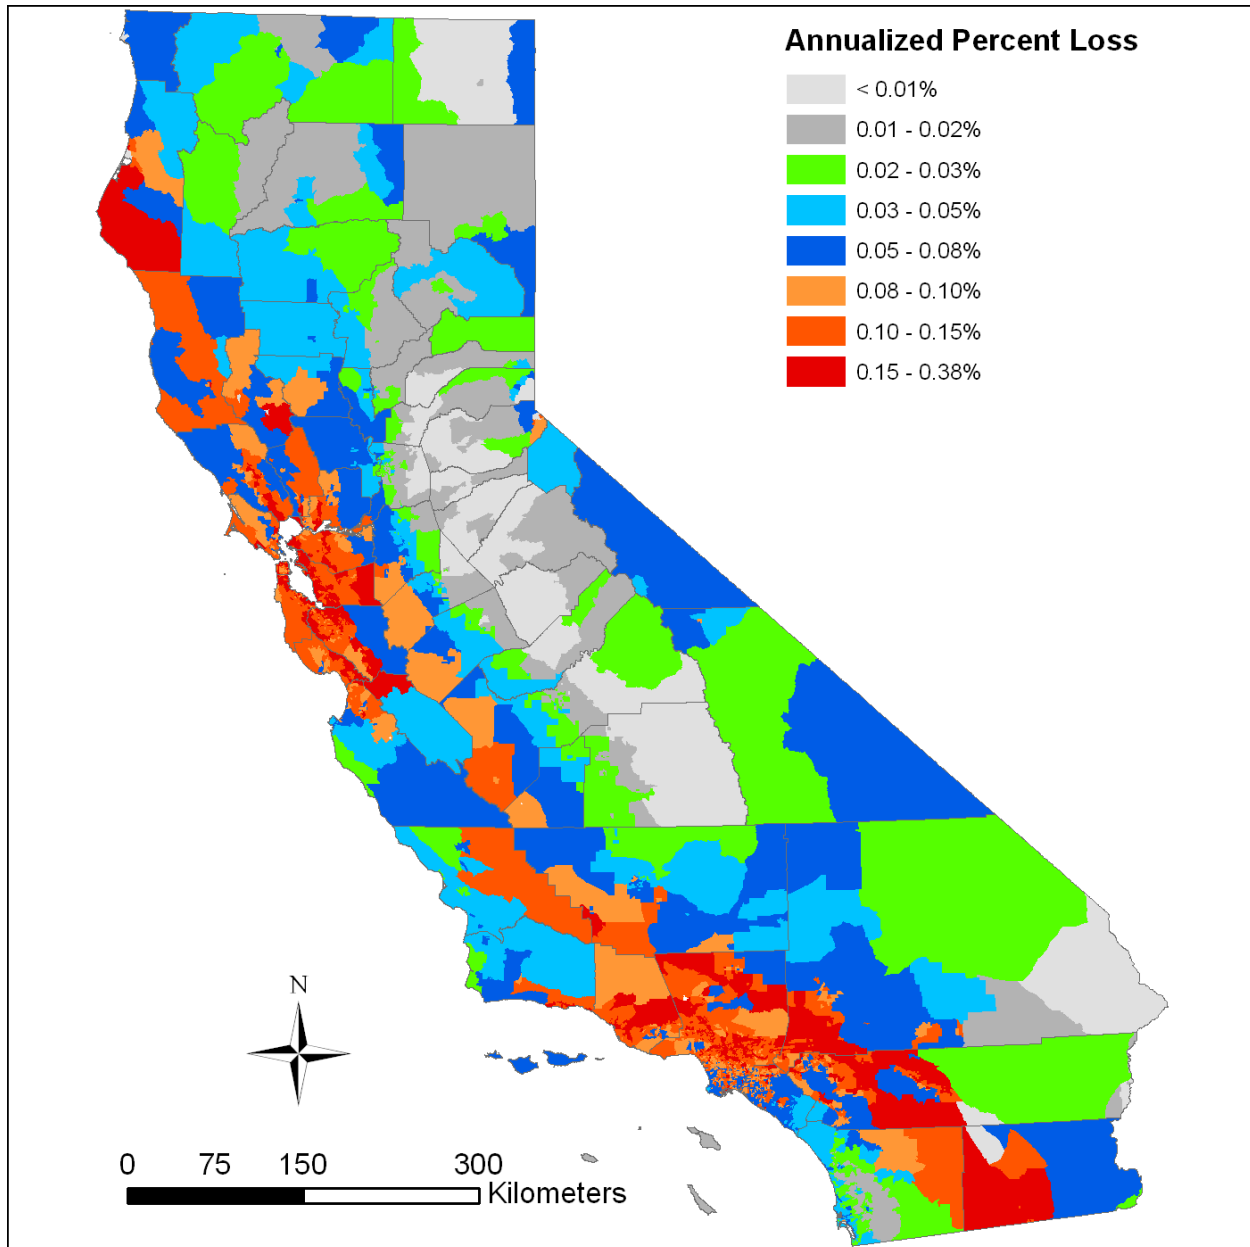 Annualized Percent Loss
< 0.01%
0.01 - 0.02%
0.02 - 0.03%
0.03 - 0.05%
0.05 - 0.08%
0.08 - 0.10%
0.10 - 0.15%
0.15 - 0.38%
N
0 75 150 300
Kilometers